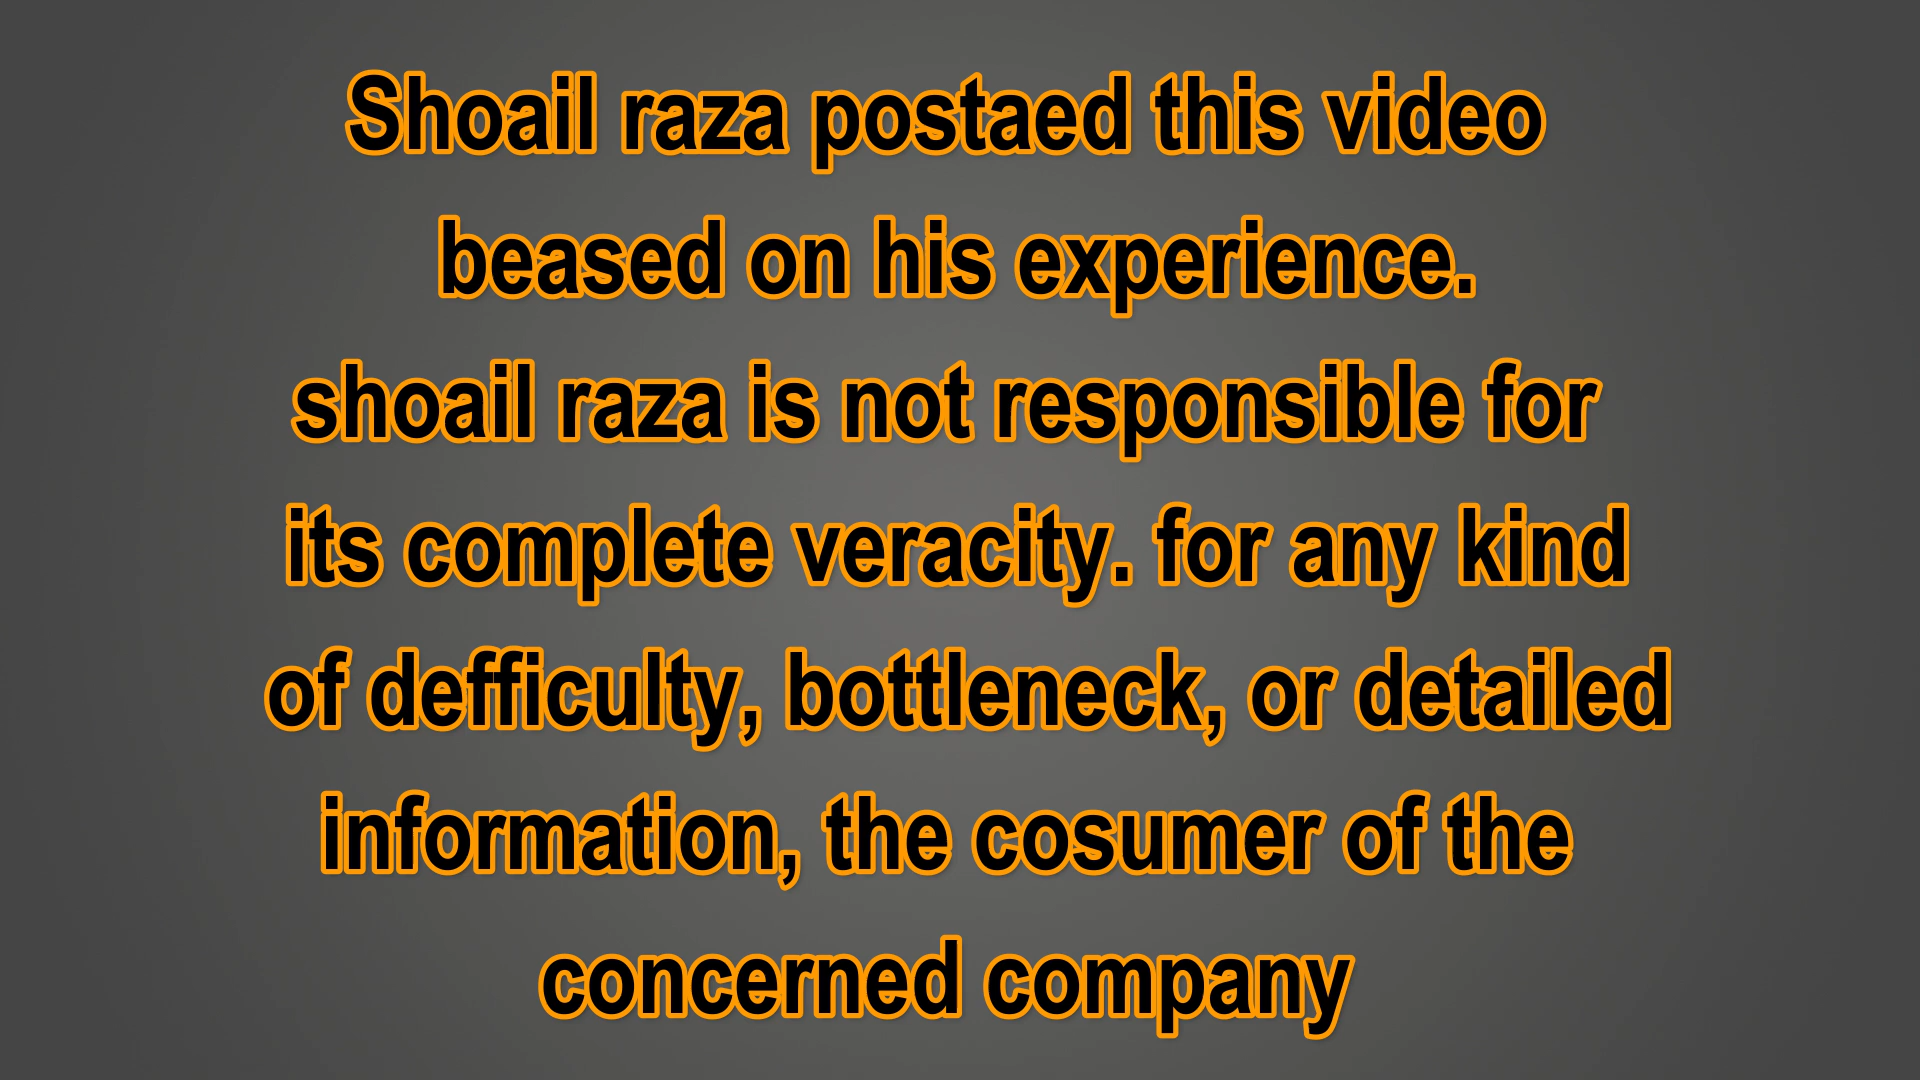 Shoail raza postaed this video
beased on his experience.
shoail raza is not responsible for
its complete veracity. for any kind
of defficulty, bottleneck, or detailed
information, the cosumer of the
concerned company